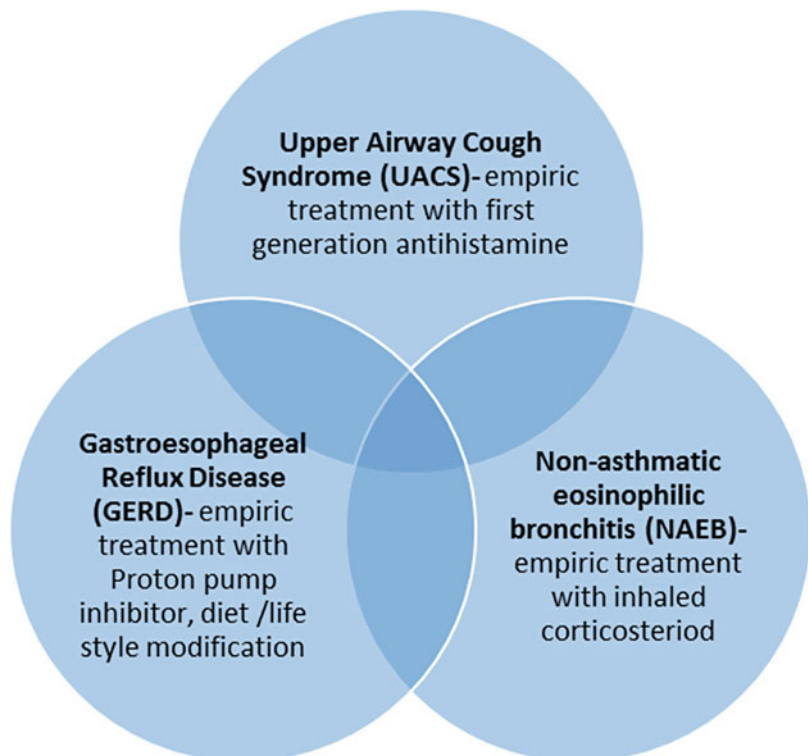 Upper Airway Cough
Syndrome (UACS)- empiric
treatment with first
generation antihistamine
Gastroesophageal
Reflux Disease
(GERD)- empiric
treatment with
Proton pump
inhibitor, diet /life
style modification
Non-asthmatic
eosinophilic
bronchitis (NAEB)-
empiric treatment
with inhaled
corticosteriod